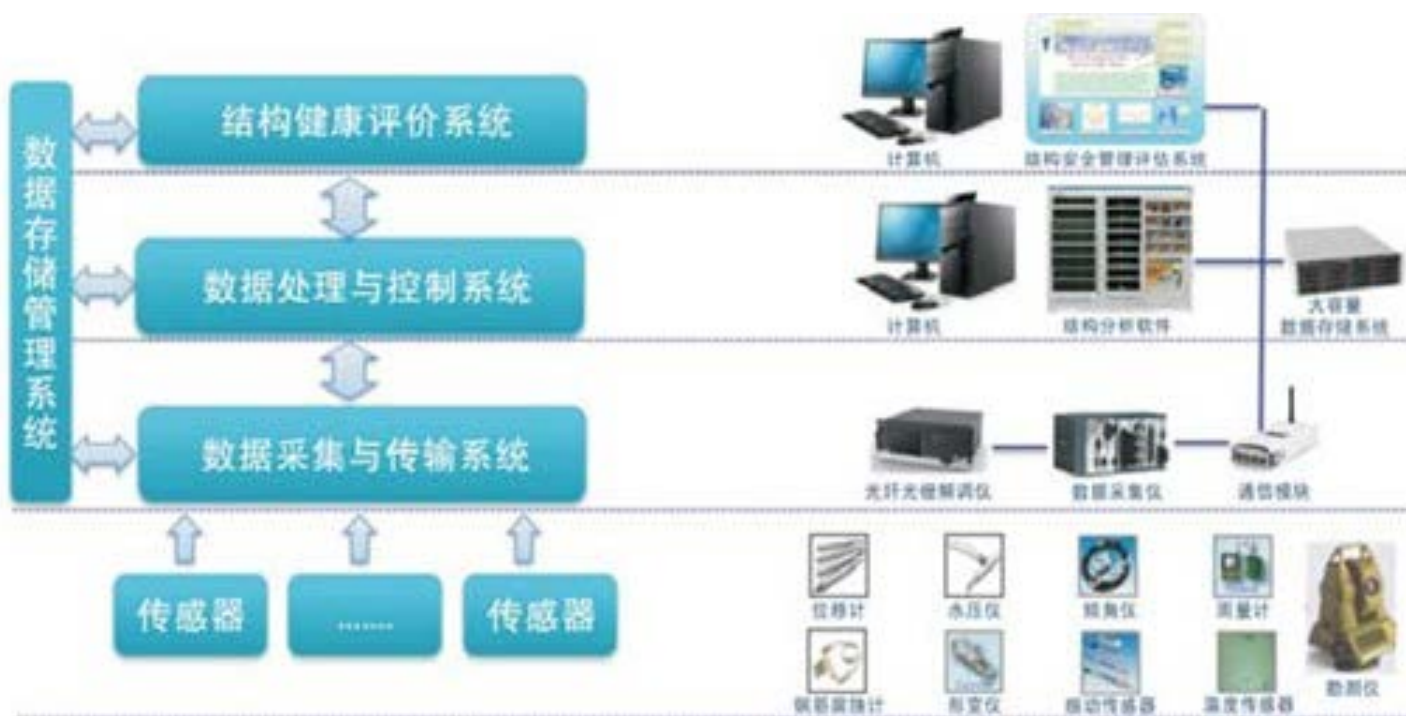 数据存储管理系统
结构健康评价系统
计算机
结构安全管理评估系统
数据处理与控制系统
计算机
结构分析软件
大容量
数据存储系统
数据采集与传输系统
光纤光栅解调仪
数据采集仪
通信模块
传感器
.......
传感器
位移计
水压仪
倾角仪
雨量计
钢筋腐蚀计
形变仪
振动传感器
温度传感器
勘测仪